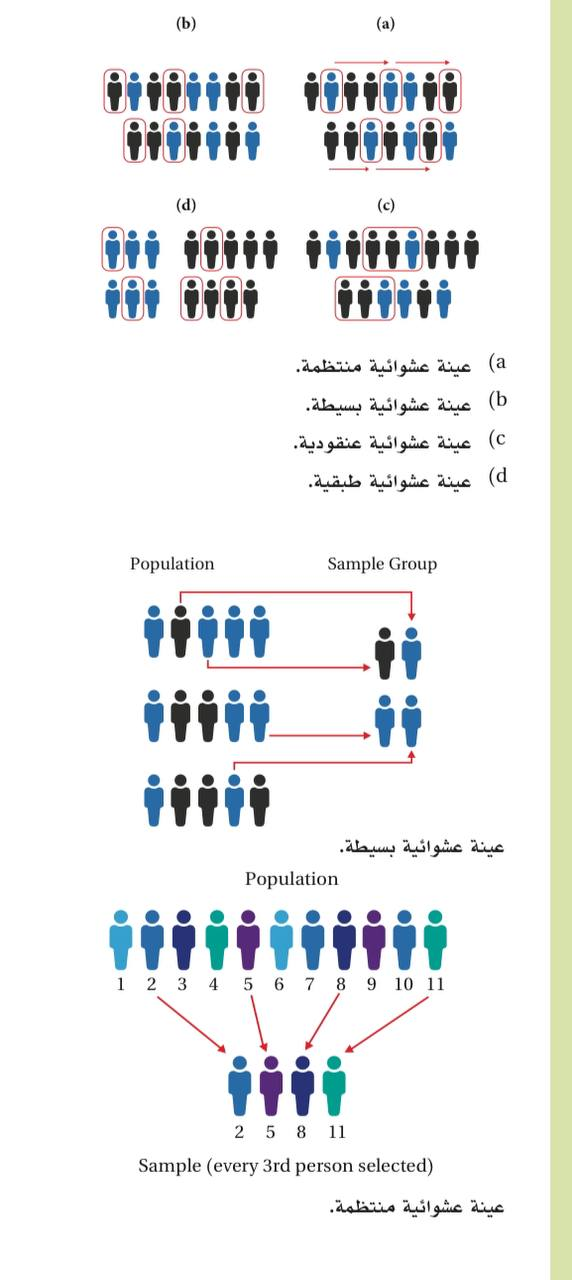 (b) (a)
(d) (c)
a) عينة عشوائية منتظمة.
b) عينة عشوائية بسيطة.
c) عينة عشوائية عنقودية.
d) عينة عشوائية طبقية.
Population Sample Group
عينة عشوائية بسيطة.
Population
1 2 3 4 5 6 7 8 9 10 11
2 5 8 11
Sample (every 3rd person selected)
عينة عشوائية منتظمة.